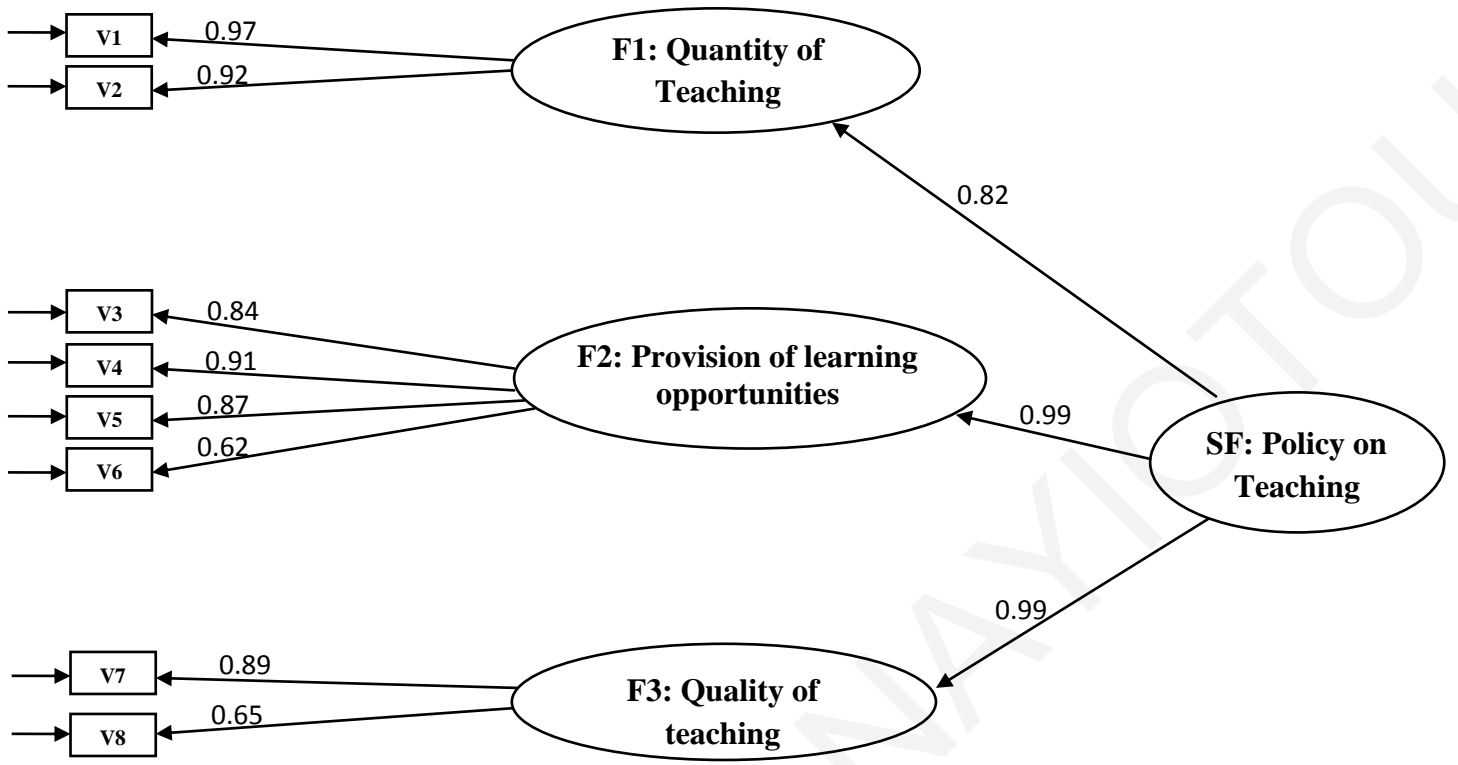 V1
0.97
V2
0.92
F1: Quantity of
Teaching
0.82
V3
0.84
V4
0.91
V5
0.87
V6
0.62
F2: Provision of learning
opportunities
0.99
SF: Policy on
Teaching
0.99
V7
0.89
V8
0.65
F3: Quality of
teaching